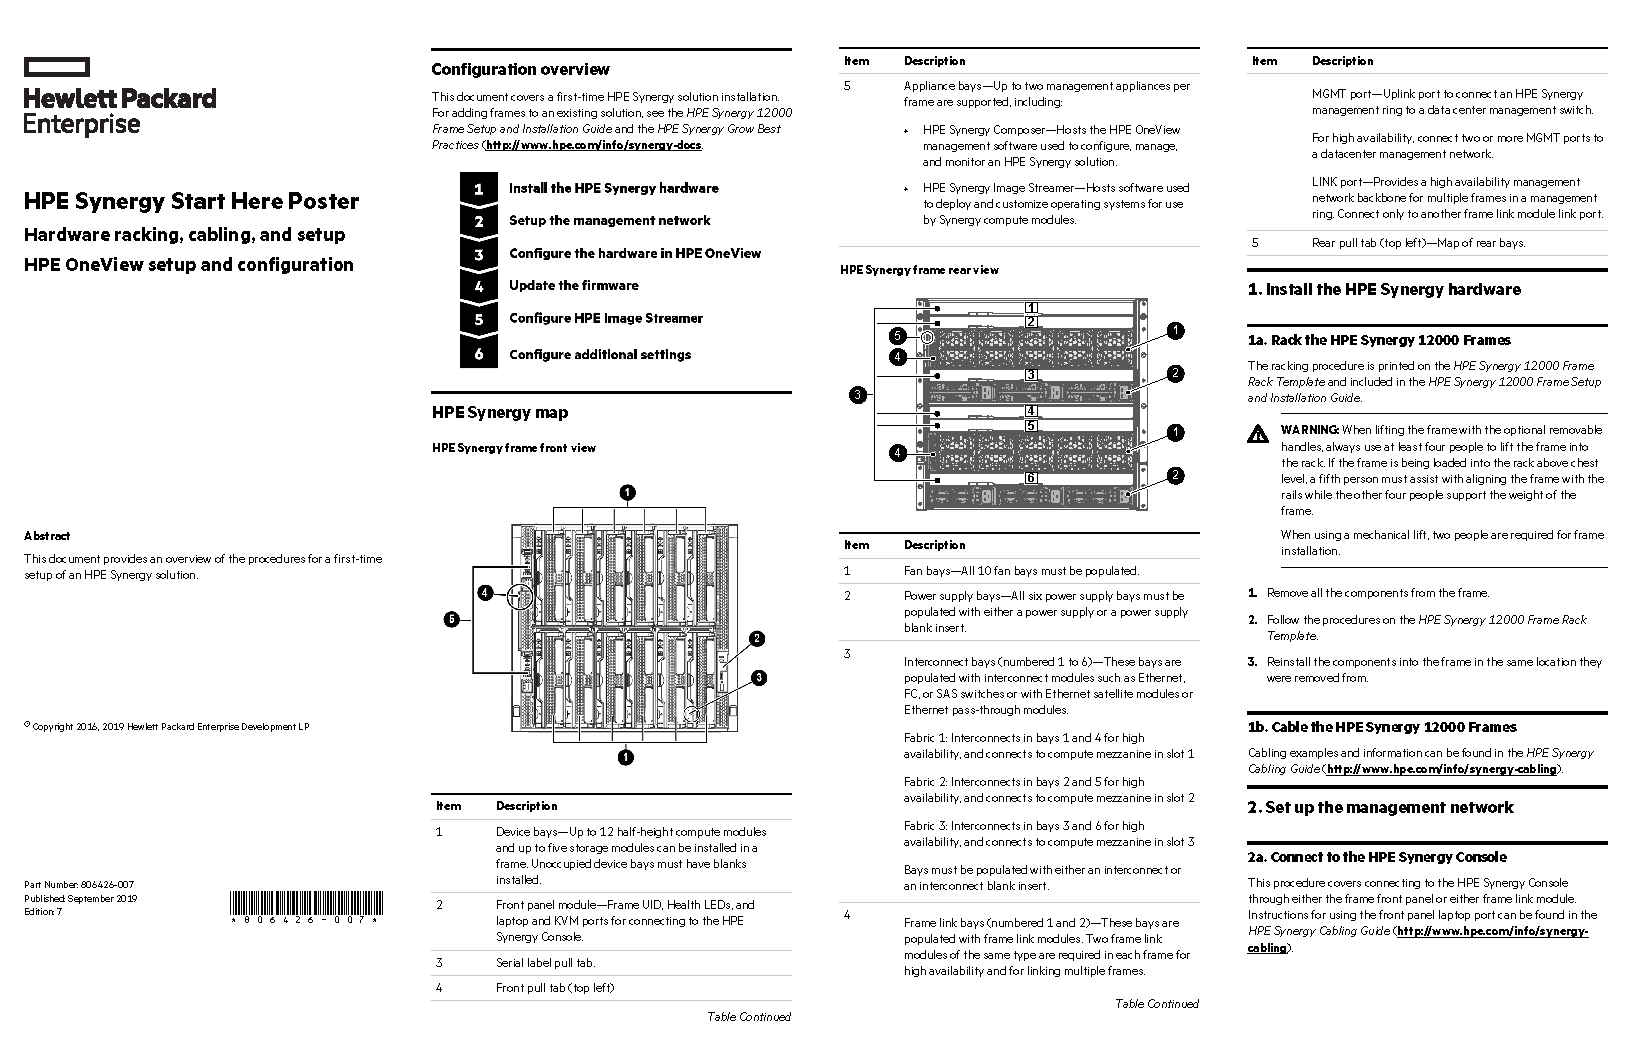 Hewlett Packard
Enterprise
HPE Synergy Start Here Poster
Hardware racking, cabling, and setup
HPE OneView setup and configuration
Abstract
This document provides an overview of the procedures for a first-time
setup of an HPE Synergy solution.
© Copyright 2016, 2019 Hewlett Packard Enterprise Development LP
Part Number: 806426-007
Published: September 2019
Edition: 7
*806426-007*
Configuration overview
This document covers a first-time HPE Synergy solution installation.
For adding frames to an existing solution, see the HPE Synergy 12000
Frame Setup and Installation Guide and the HPE Synergy Grow Best
Practices (http://www.hpe.com/info/synergy-docs.
1 Install the HPE Synergy hardware
2 Setup the management network
3 Configure the hardware in HPE OneView
4 Update the firmware
5 Configure HPE Image Streamer
6 Configure additional settings
HPE Synergy map
HPE Synergy frame front view
1
4
5
2
3
1
Item Description
1 Device bays—Up to 12 half-height compute modules
and up to five storage modules can be installed in a
frame. Unoccupied device bays must have blanks
installed.
2 Front panel module—Frame UID, Health LEDs, and
laptop and KVM ports for connecting to the HPE
Synergy Console.
3 Serial label pull tab.
4 Front pull tab (top left)
Table Continued
Item Description
5 Appliance bays—Up to two management appliances per
frame are supported, including:
• HPE Synergy Composer—Hosts the HPE OneView
management software used to configure, manage,
and monitor an HPE Synergy solution.
• HPE Synergy Image Streamer—Hosts software used
to deploy and customize operating systems for use
by Synergy compute modules.
HPE Synergy frame rear view
1
2
5
1
4
3
2
3
4
5
1
4
6
2
Item Description
1 Fan bays—All 10 fan bays must be populated.
2 Power supply bays—All six power supply bays must be
populated with either a power supply or a power supply
blank insert.
3
Interconnect bays (numbered 1 to 6)—These bays are
populated with interconnect modules such as Ethernet,
FC, or SAS switches or with Ethernet satellite modules or
Ethernet pass-through modules.
Fabric 1: Interconnects in bays 1 and 4 for high
availability, and connects to compute mezzanine in slot 1
Fabric 2: Interconnects in bays 2 and 5 for high
availability, and connects to compute mezzanine in slot 2
Fabric 3: Interconnects in bays 3 and 6 for high
availability, and connects to compute mezzanine in slot 3
Bays must be populated with either an interconnect or
an interconnect blank insert.
4
Frame link bays (numbered 1 and 2)—These bays are
populated with frame link modules. Two frame link
modules of the same type are required in each frame for
high availability and for linking multiple frames.
Table Continued
Item Description
MGMT port—Uplink port to connect an HPE Synergy
management ring to a data center management switch.
For high availability, connect two or more MGMT ports to
a datacenter management network.
LINK port—Provides a high availability management
network backbone for multiple frames in a management
ring. Connect only to another frame link module link port.
5 Rear pull tab (top left)—Map of rear bays.
1. Install the HPE Synergy hardware
1a. Rack the HPE Synergy 12000 Frames
The racking procedure is printed on the HPE Synergy 12000 Frame
Rack Template and included in the HPE Synergy 12000 Frame Setup
and Installation Guide.
WARNING: When lifting the frame with the optional removable
handles, always use at least four people to lift the frame into
the rack. If the frame is being loaded into the rack above chest
level, a fifth person must assist with aligning the frame with the
rails while the other four people support the weight of the
frame.
When using a mechanical lift, two people are required for frame
installation.
1. Remove all the components from the frame.
2. Follow the procedures on the HPE Synergy 12000 Frame Rack
Template.
3. Reinstall the components into the frame in the same location they
were removed from.
1b. Cable the HPE Synergy 12000 Frames
Cabling examples and information can be found in the HPE Synergy
Cabling Guide (http://www.hpe.com/info/synergy-cabling).
2. Set up the management network
2a. Connect to the HPE Synergy Console
This procedure covers connecting to the HPE Synergy Console
through either the frame front panel or either frame link module.
Instructions for using the front panel laptop port can be found in the
HPE Synergy Cabling Guide (http://www.hpe.com/info/synergy-
cabling).